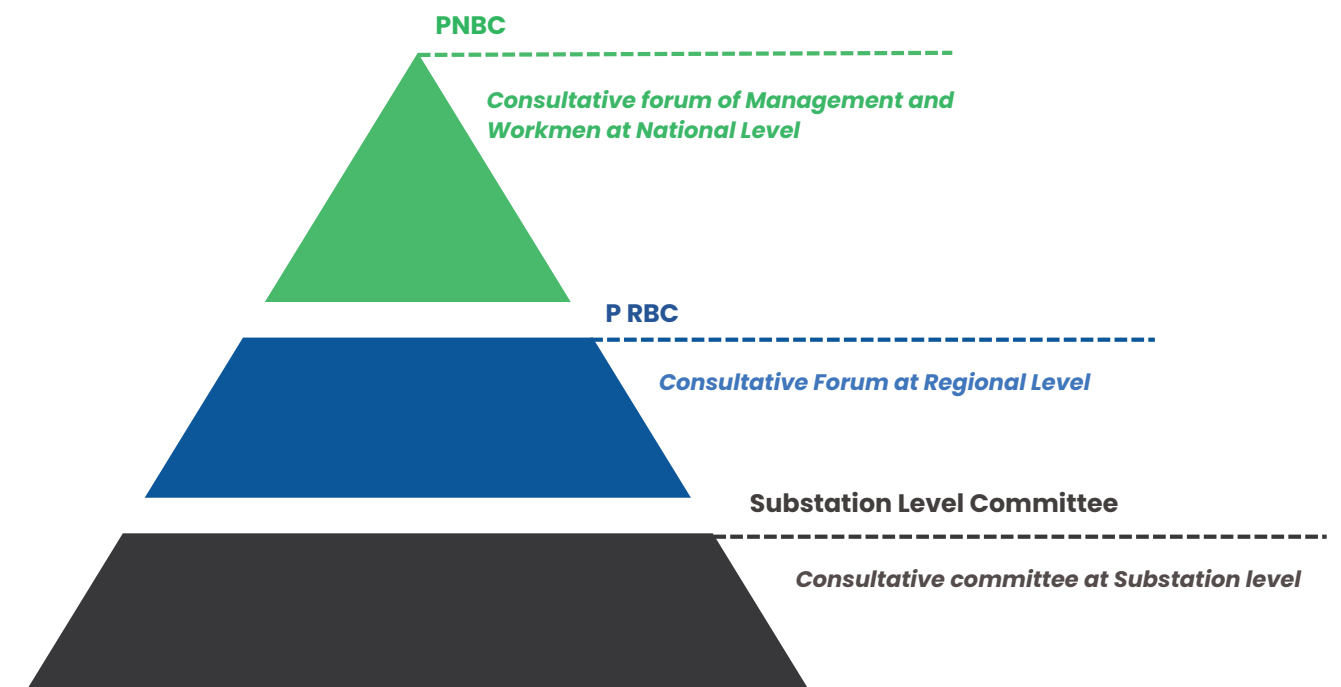 PNBC
Consultative forum of Management and
Workmen at National Level
P RBC
Consultative Forum at Regional Level
Substation Level Committee
Consultative committee at Substation level